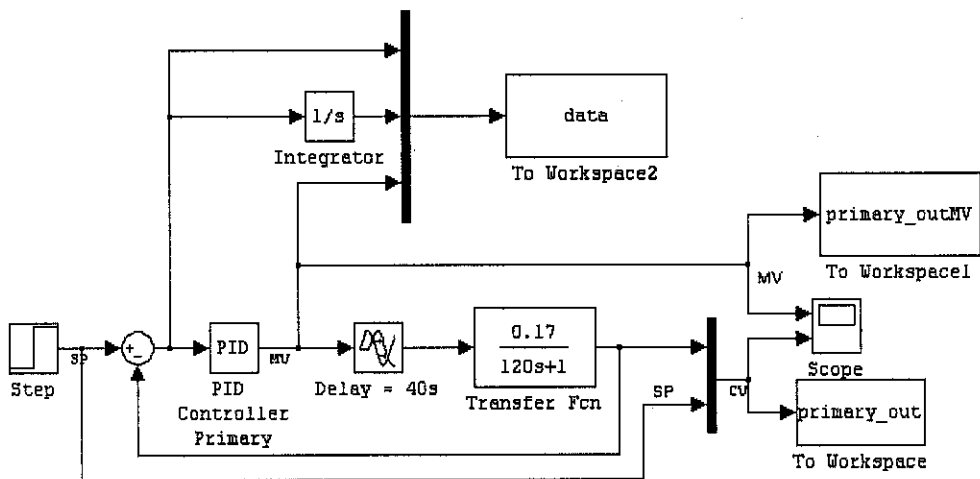 1/s
Integrator
data
To Workspace2
primary_outMV
To Workspace1
MV
Step
SP
+
-
PID
PID
Controller
Primary
MV
Delay = 40s
0.17
120s+1
Transfer Fcn
SP
CV
Scope
primary_out
To Workspace